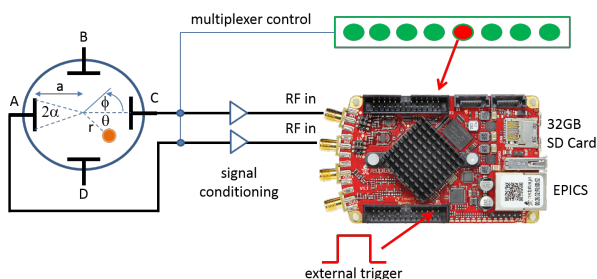 multiplexer control
B
a
ϕ
A
2α
C
θ
r
D
RF in
RF in
signal
conditioning
32GB
SD Card
EPICS
external trigger